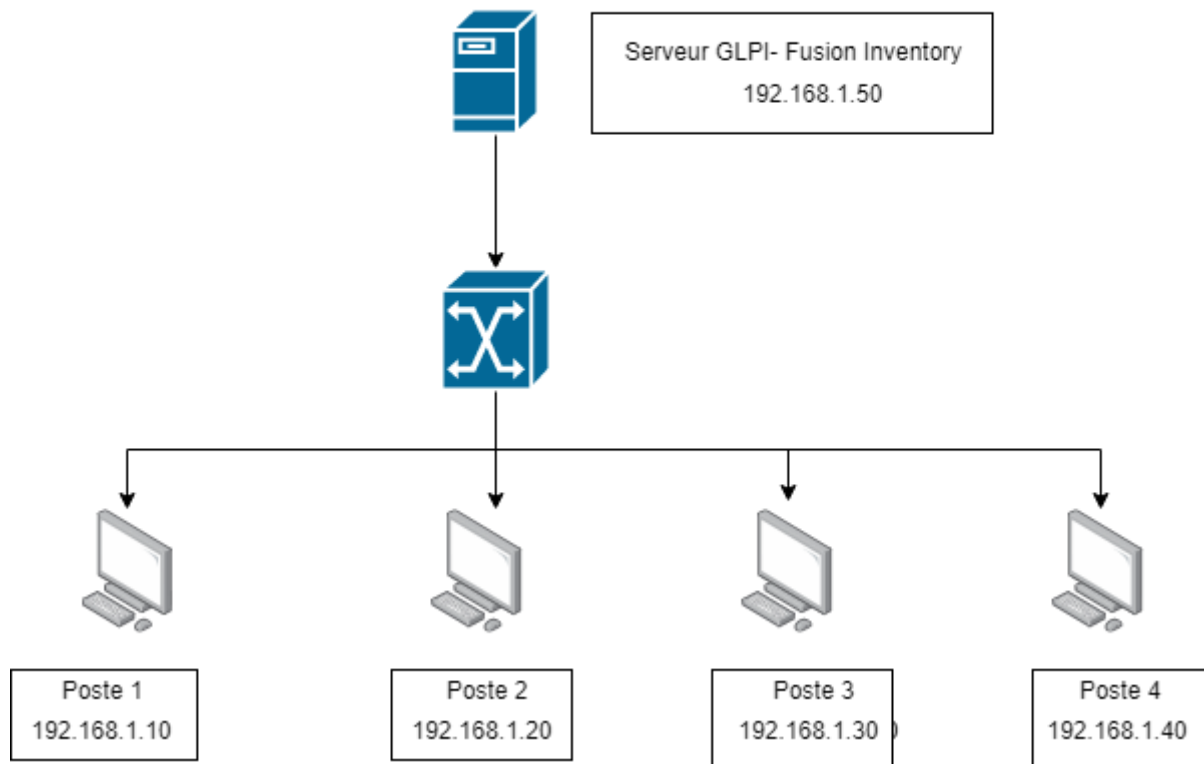 Serveur GLPI- Fusion Inventory
192.168.1.50
Poste 1
192.168.1.10
Poste 2
192.168.1.20
Poste 3
192.168.1.30
Poste 4
192.168.1.40